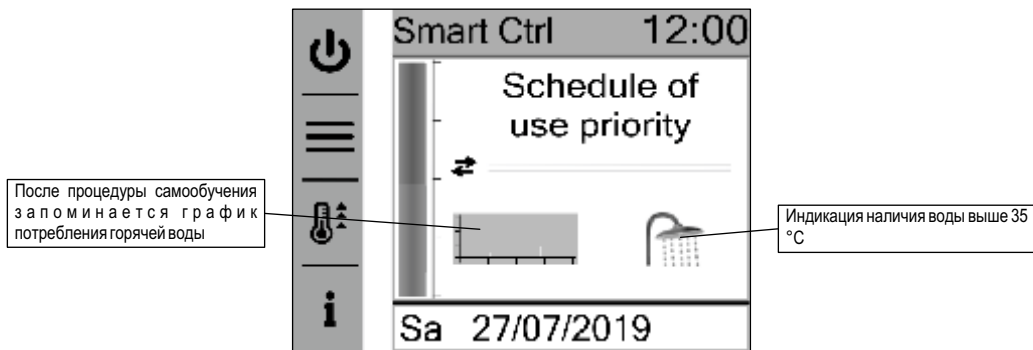 Smart Ctrl 12:00
Schedule of
use priority
После процедуры самообучения
запоминается график
потребления горячей воды
Индикация наличия воды выше 35
°C
i
Sa 27/07/2019